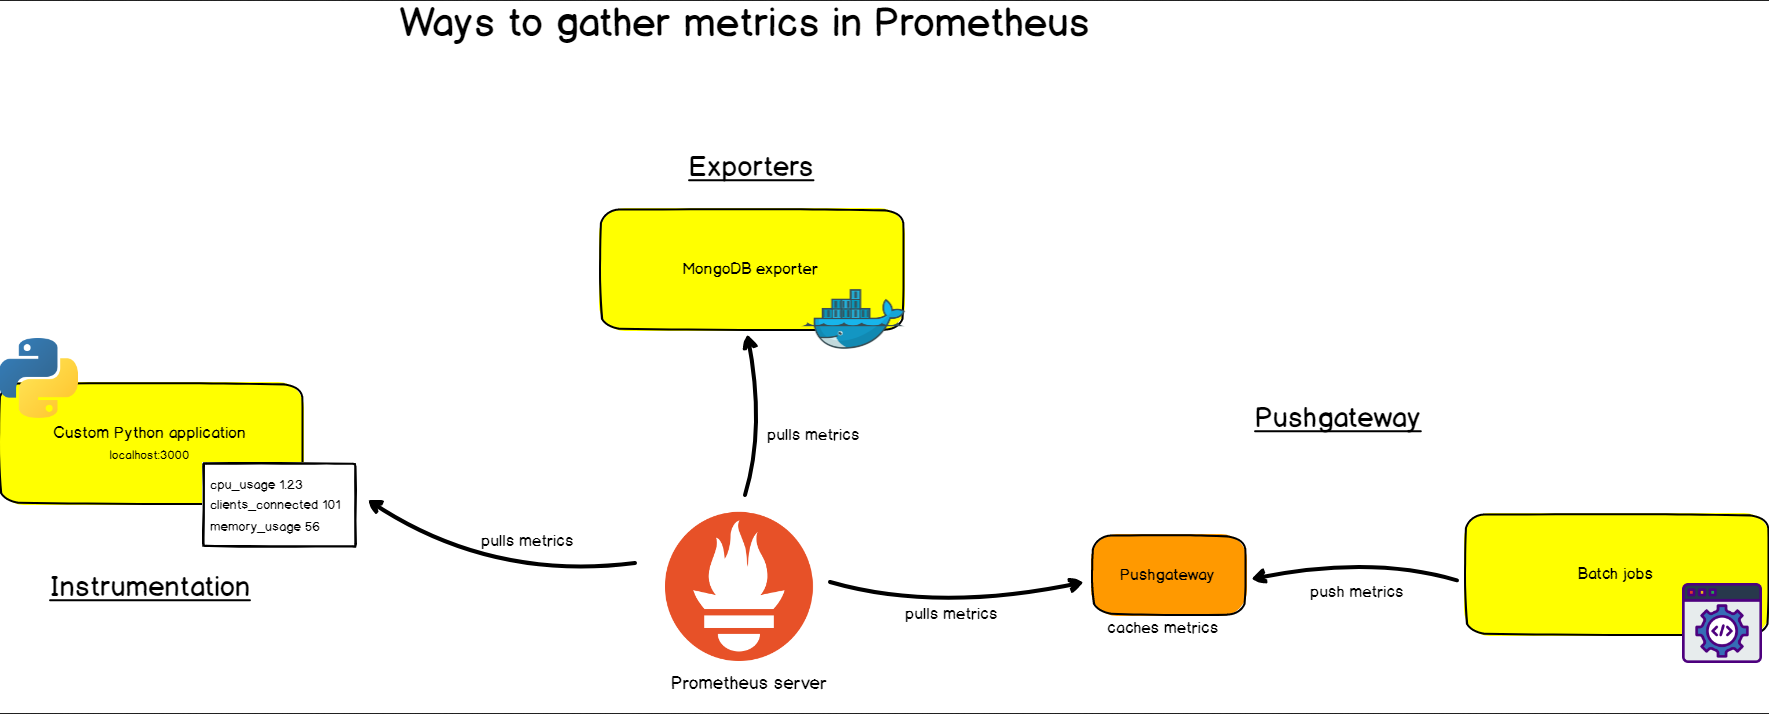 Ways to gather metrics in Prometheus
Exporters
MongoDB exporter
pulls metrics
Custom Python application
localhost:3000
cpu_usage 1.23
clients_connected 101
memory_usage 56
Instrumentation
pulls metrics
Prometheus server
pulls metrics
Pushgateway
Pushgateway
caches metrics
push metrics
Batch jobs
</>